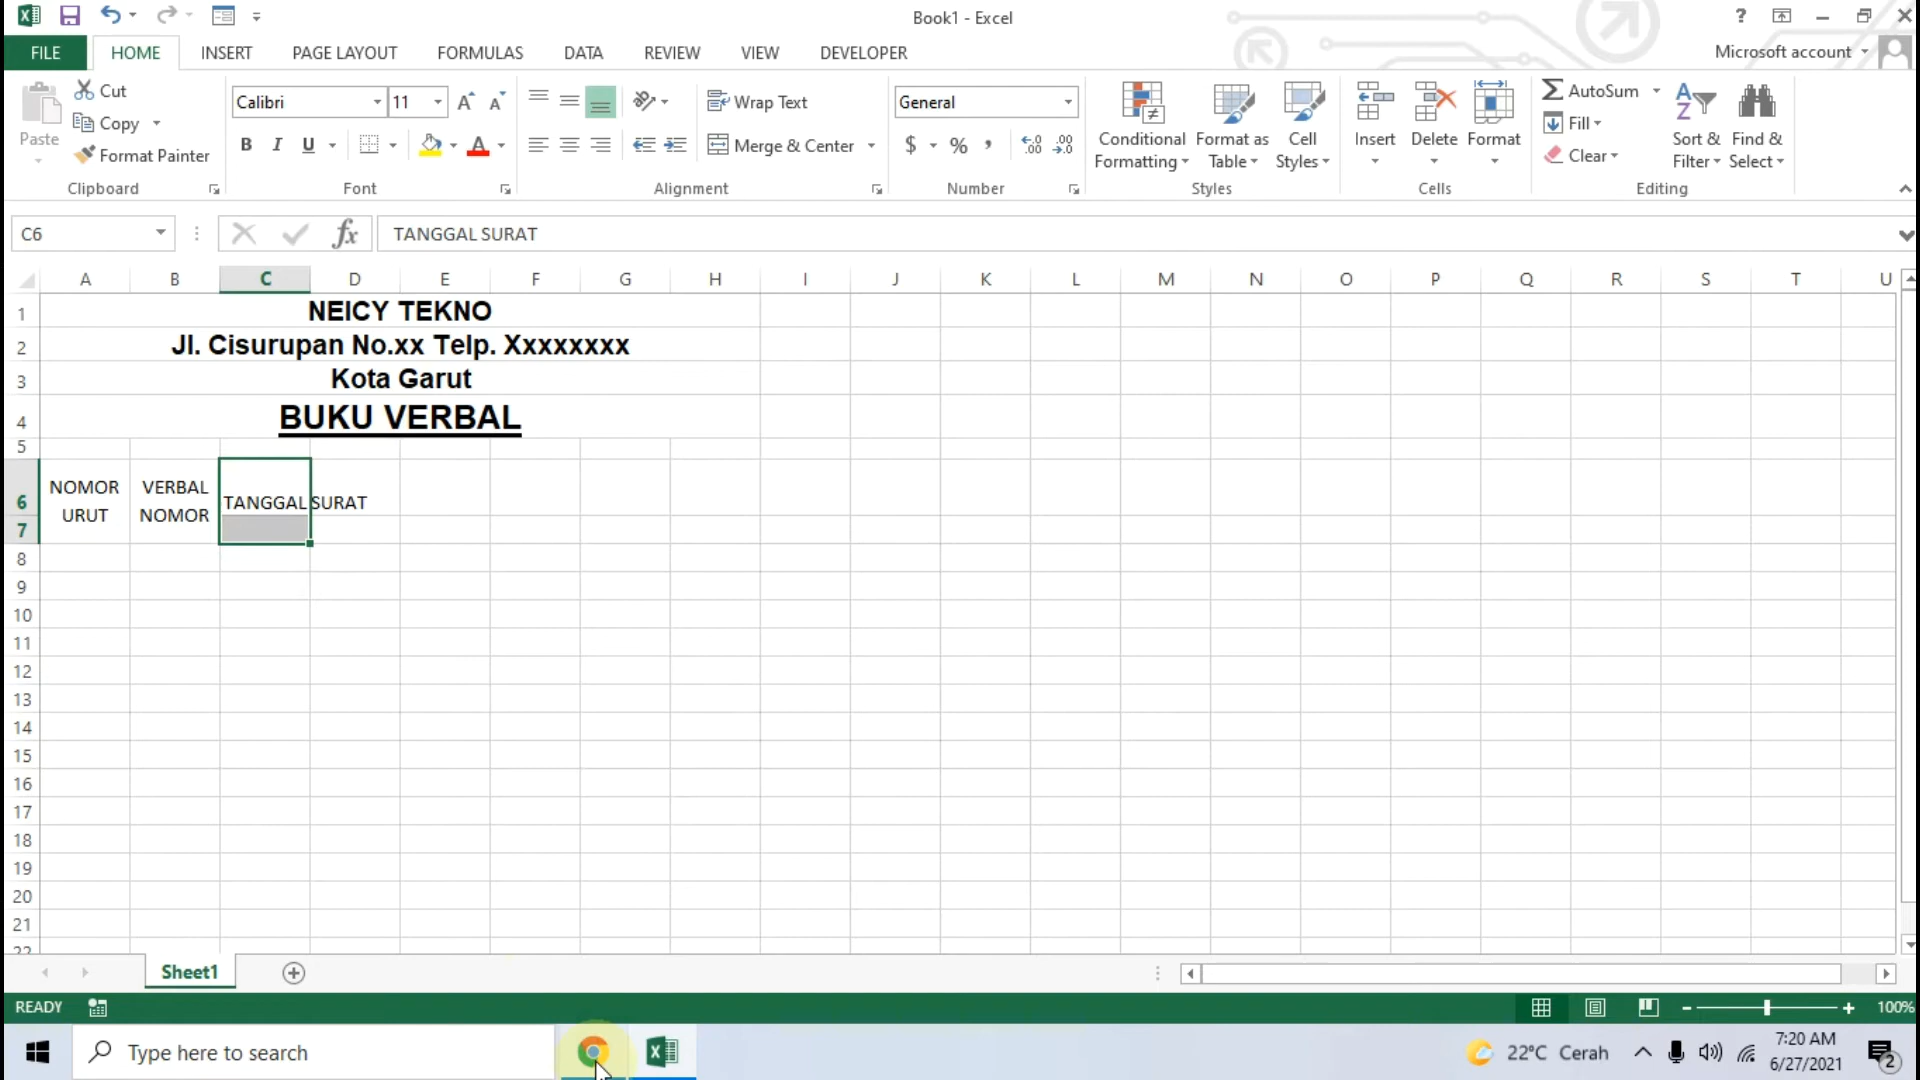 Book1 - Excel
?
FILE HOME INSERT PAGE LAYOUT FORMULAS DATA REVIEW VIEW DEVELOPER Microsoft account
Paste
Cut
Copy
Format Painter
Clipboard
Calibri 11
B I U
Font
Wrap Text
Merge & Center
Alignment
General
$ %
Number
Conditional Formatting
Format as Table
Cell Styles
Styles
Insert
Delete
Format
Cells
AutoSum
Fill
Clear
Sort & Filter
Find & Select
Editing
C6 fx TANGGAL SURAT
A B C D E F G H I J K L M N O P Q R S T U
1 NEICY TEKNO
2 Jl. Cisurupan No.xx Telp. Xxxxxxxx
3 Kota Garut
4 BUKU VERBAL
5
NOMOR VERBAL
6 TANGGAL SURAT
URUT NOMOR
7
8
9
10
11
12
13
14
15
16
17
18
19
20
21
22
Sheet1
READY 100%
Type here to search 22°C Cerah 7:20 AM
6/27/2021
2